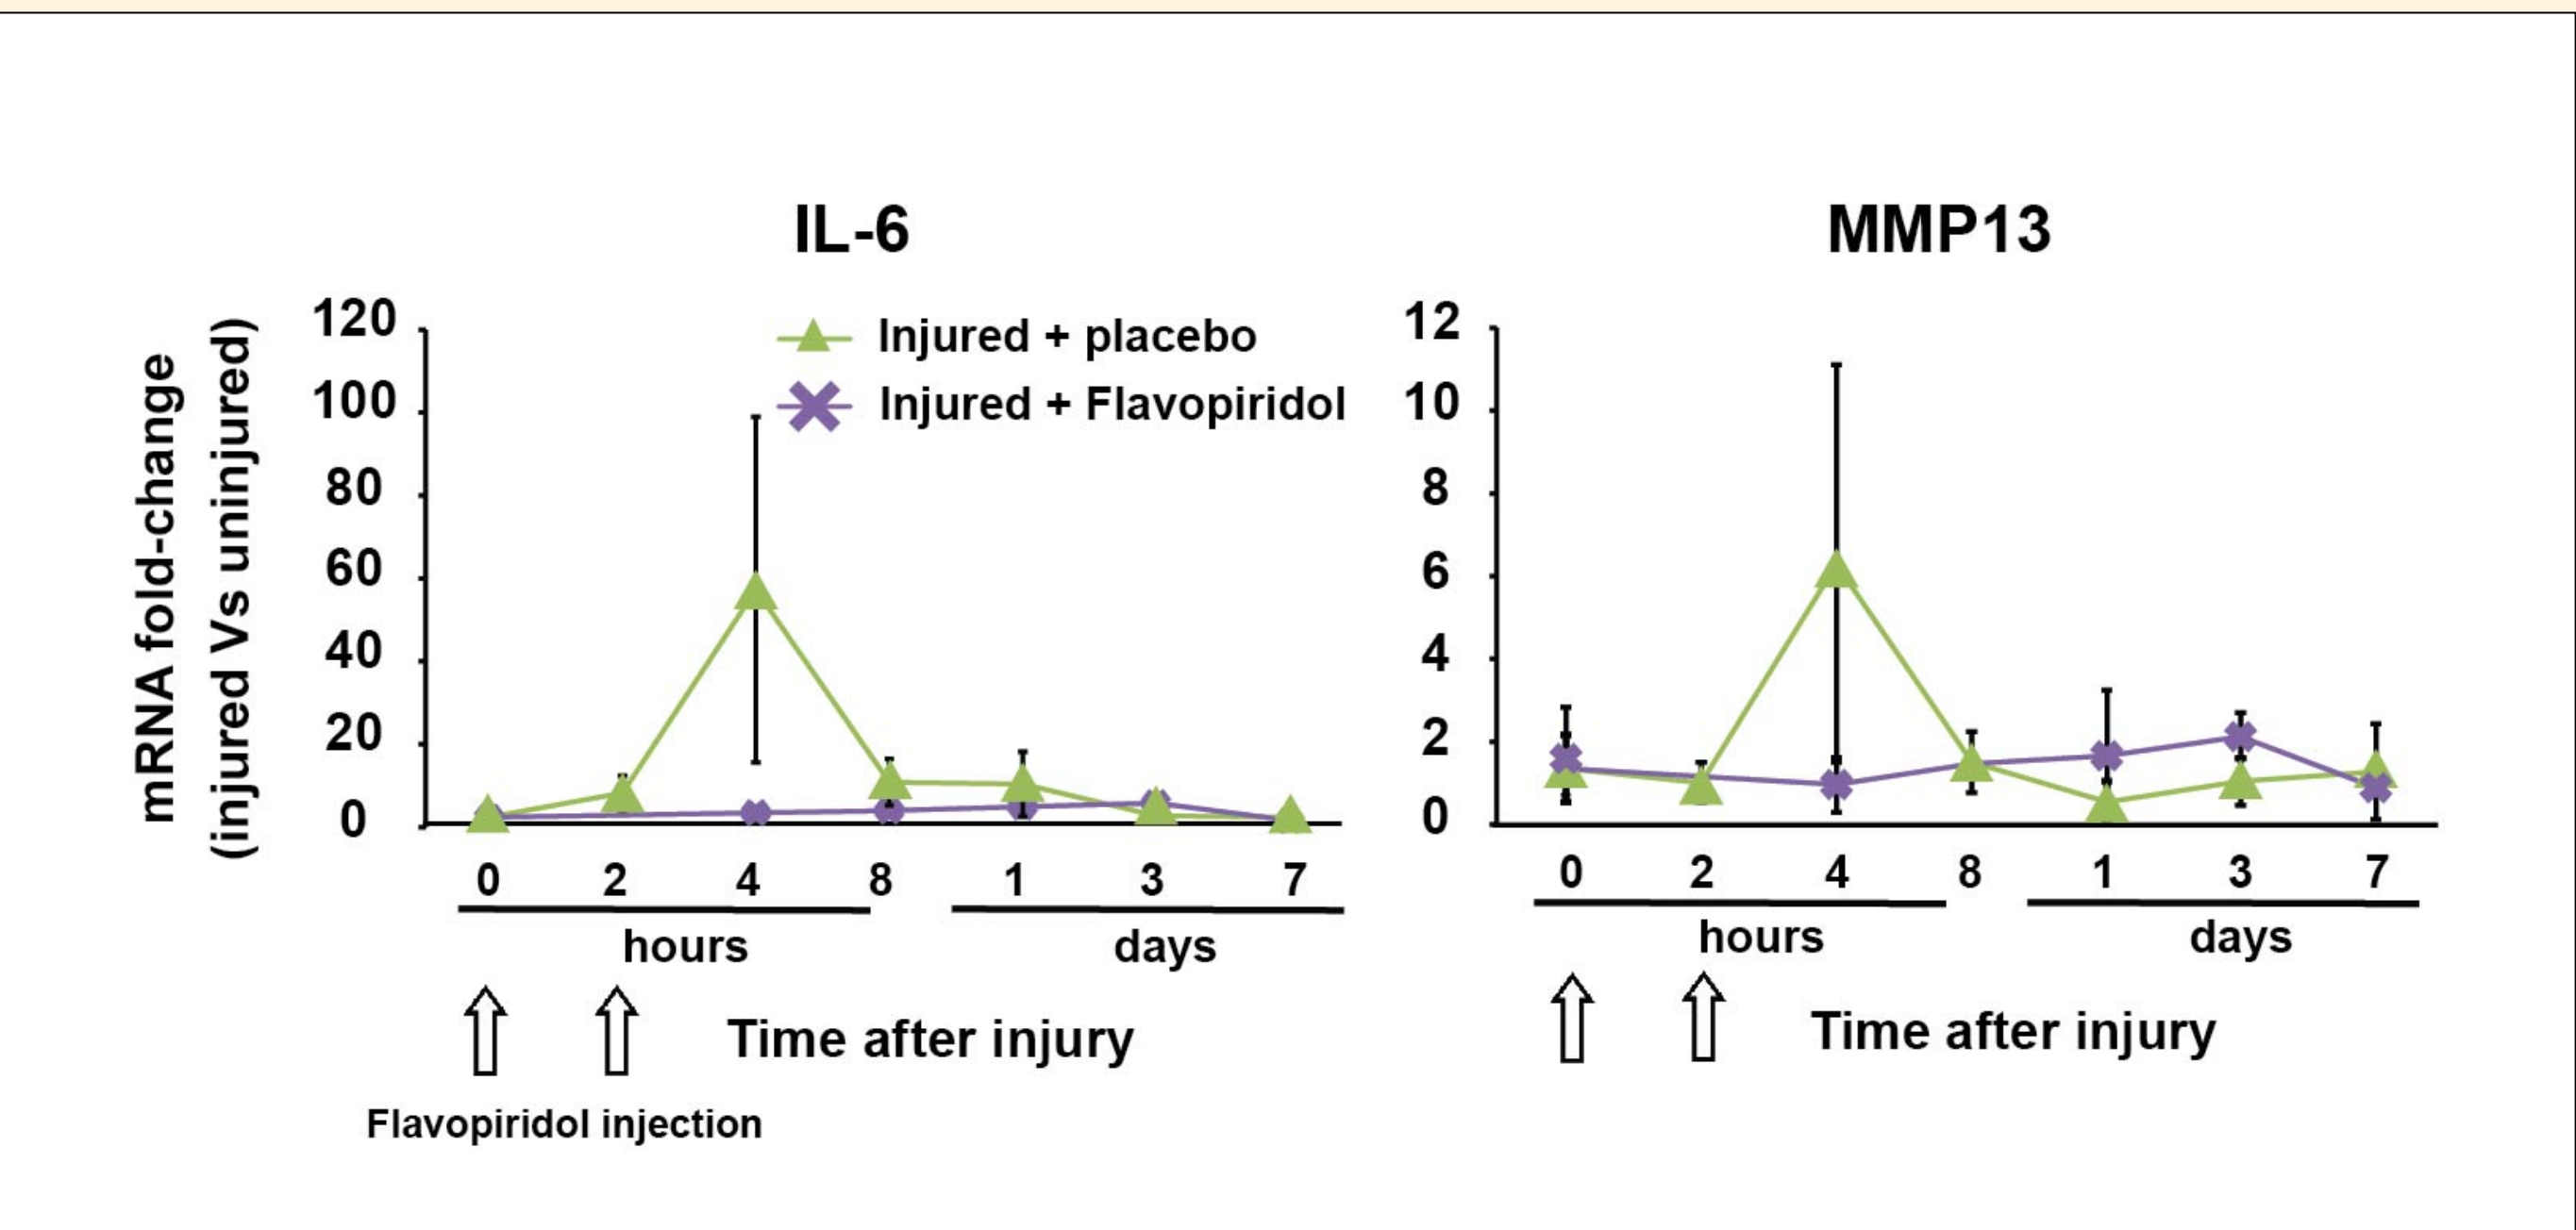 IL-6
mRNA fold-change
(injured Vs uninjured)
120
100
80
60
40
20
0
Injured + placebo
Injured + Flavopiridol
0 2 4 8 1 3 7
hours days
Time after injury
Flavopiridol injection
MMP13
12
10
8
6
4
2
0
0 2 4 8 1 3 7
hours days
Time after injury